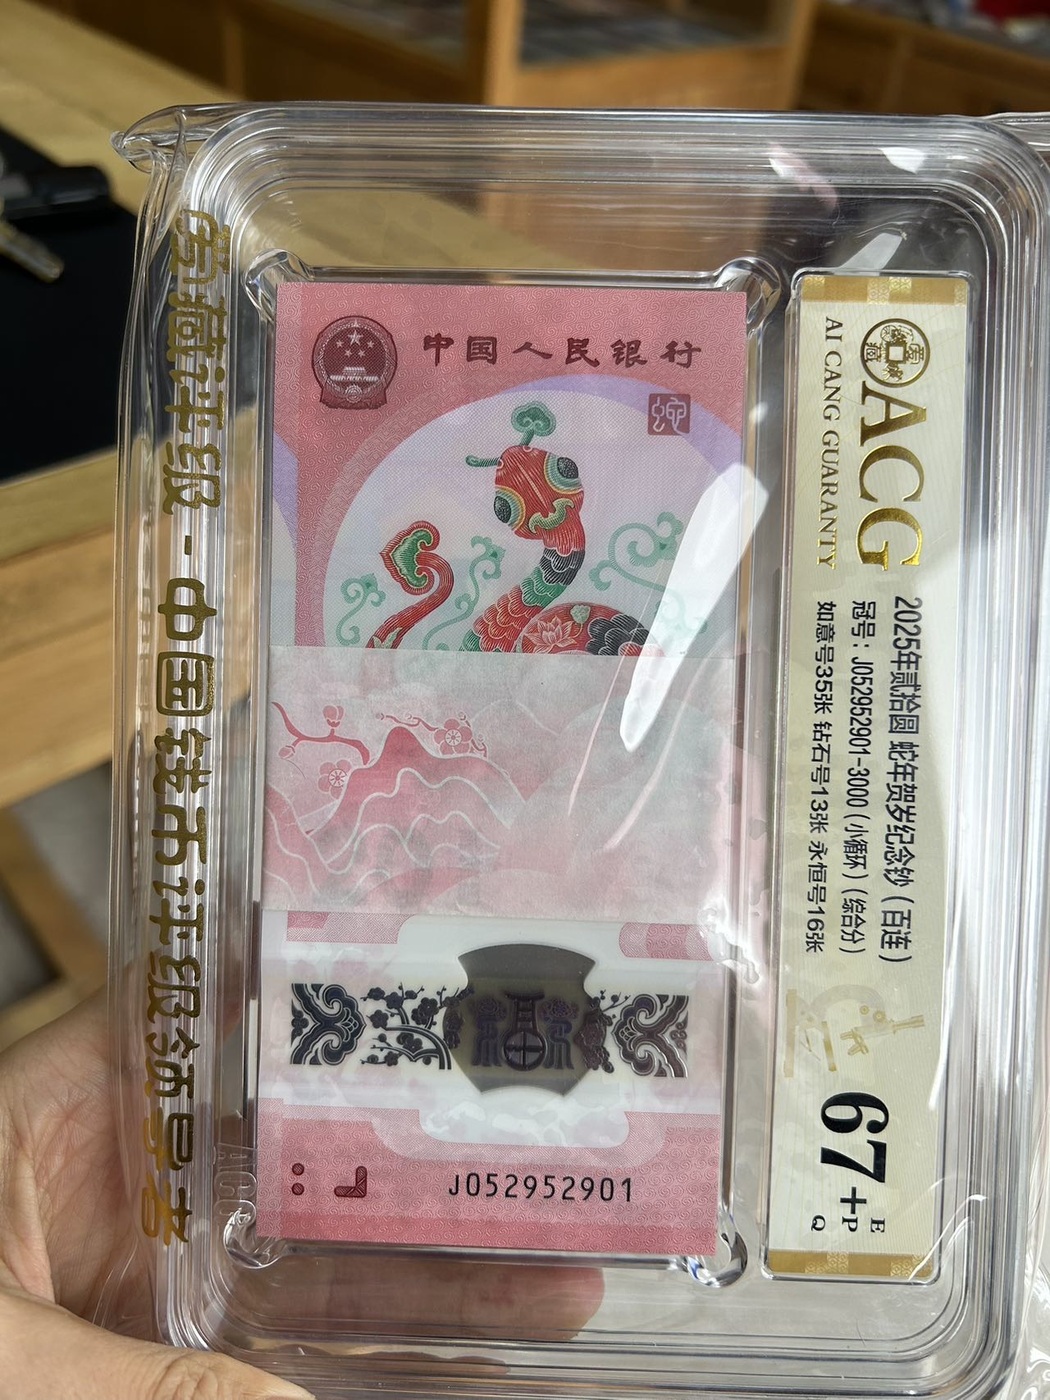 爱藏评级 - 中国钱币评级领导者
中国人民银行
J052952901
ACG
AI CANG GUARANTY
2025年贰拾圆 蛇年贺岁纪念钞（百连）
冠号：J052952901-3000（小循环）（综合分）
如意号35张 钻石号13张 永恒号16张
67+
E
P
Q
ACG